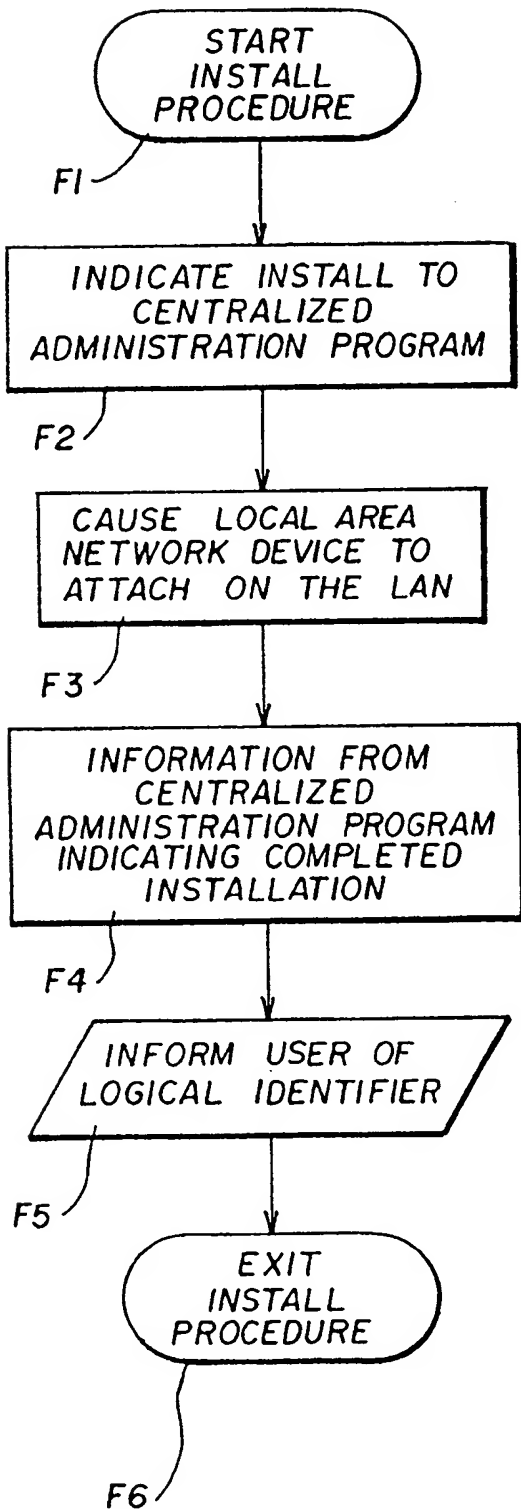 START
INSTALL
PROCEDURE
F1
INDICATE INSTALL TO
CENTRALIZED
ADMINISTRATION PROGRAM
F2
CAUSE LOCAL AREA
NETWORK DEVICE TO
ATTACH ON THE LAN
F3
INFORMATION FROM
CENTRALIZED
ADMINISTRATION PROGRAM
INDICATING COMPLETED
INSTALLATION
F4
INFORM USER OF
LOGICAL IDENTIFIER
F5
EXIT
INSTALL
PROCEDURE
F6